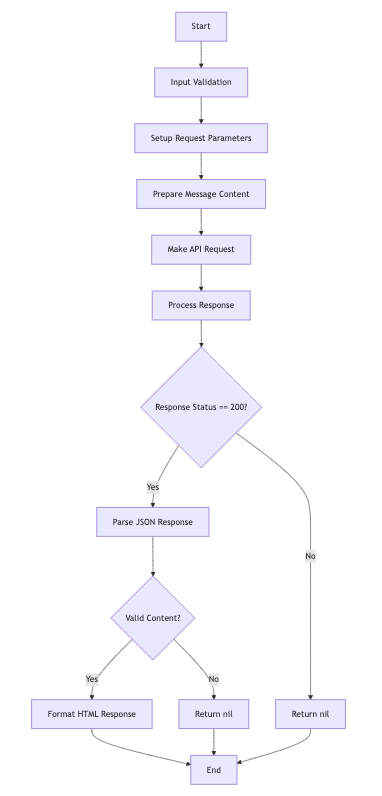 Start
Input Validation
Setup Request Parameters
Prepare Message Content
Make API Request
Process Response
Response Status == 200?
Yes
Parse JSON Response
No
Valid Content?
Yes
No
Format HTML Response
Return nil
Return nil
End